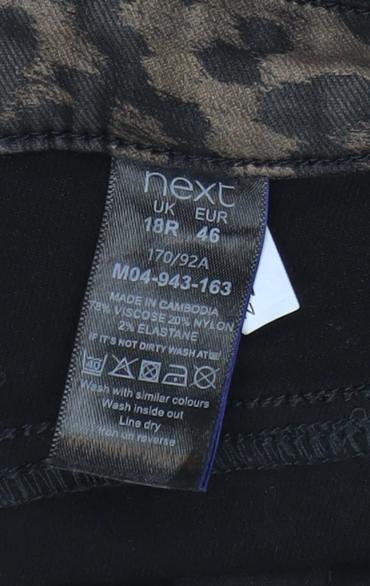 next
UK EUR
18R 46
170/92A
M04-943-163
MADE IN CAMBODIA
78% VISCOSE 20% NYLON
2% ELASTANE
IF IT'S NOT DIRTY WASH AT
Wash with similar colours
Wash inside out
Line dry
Iron on reverse